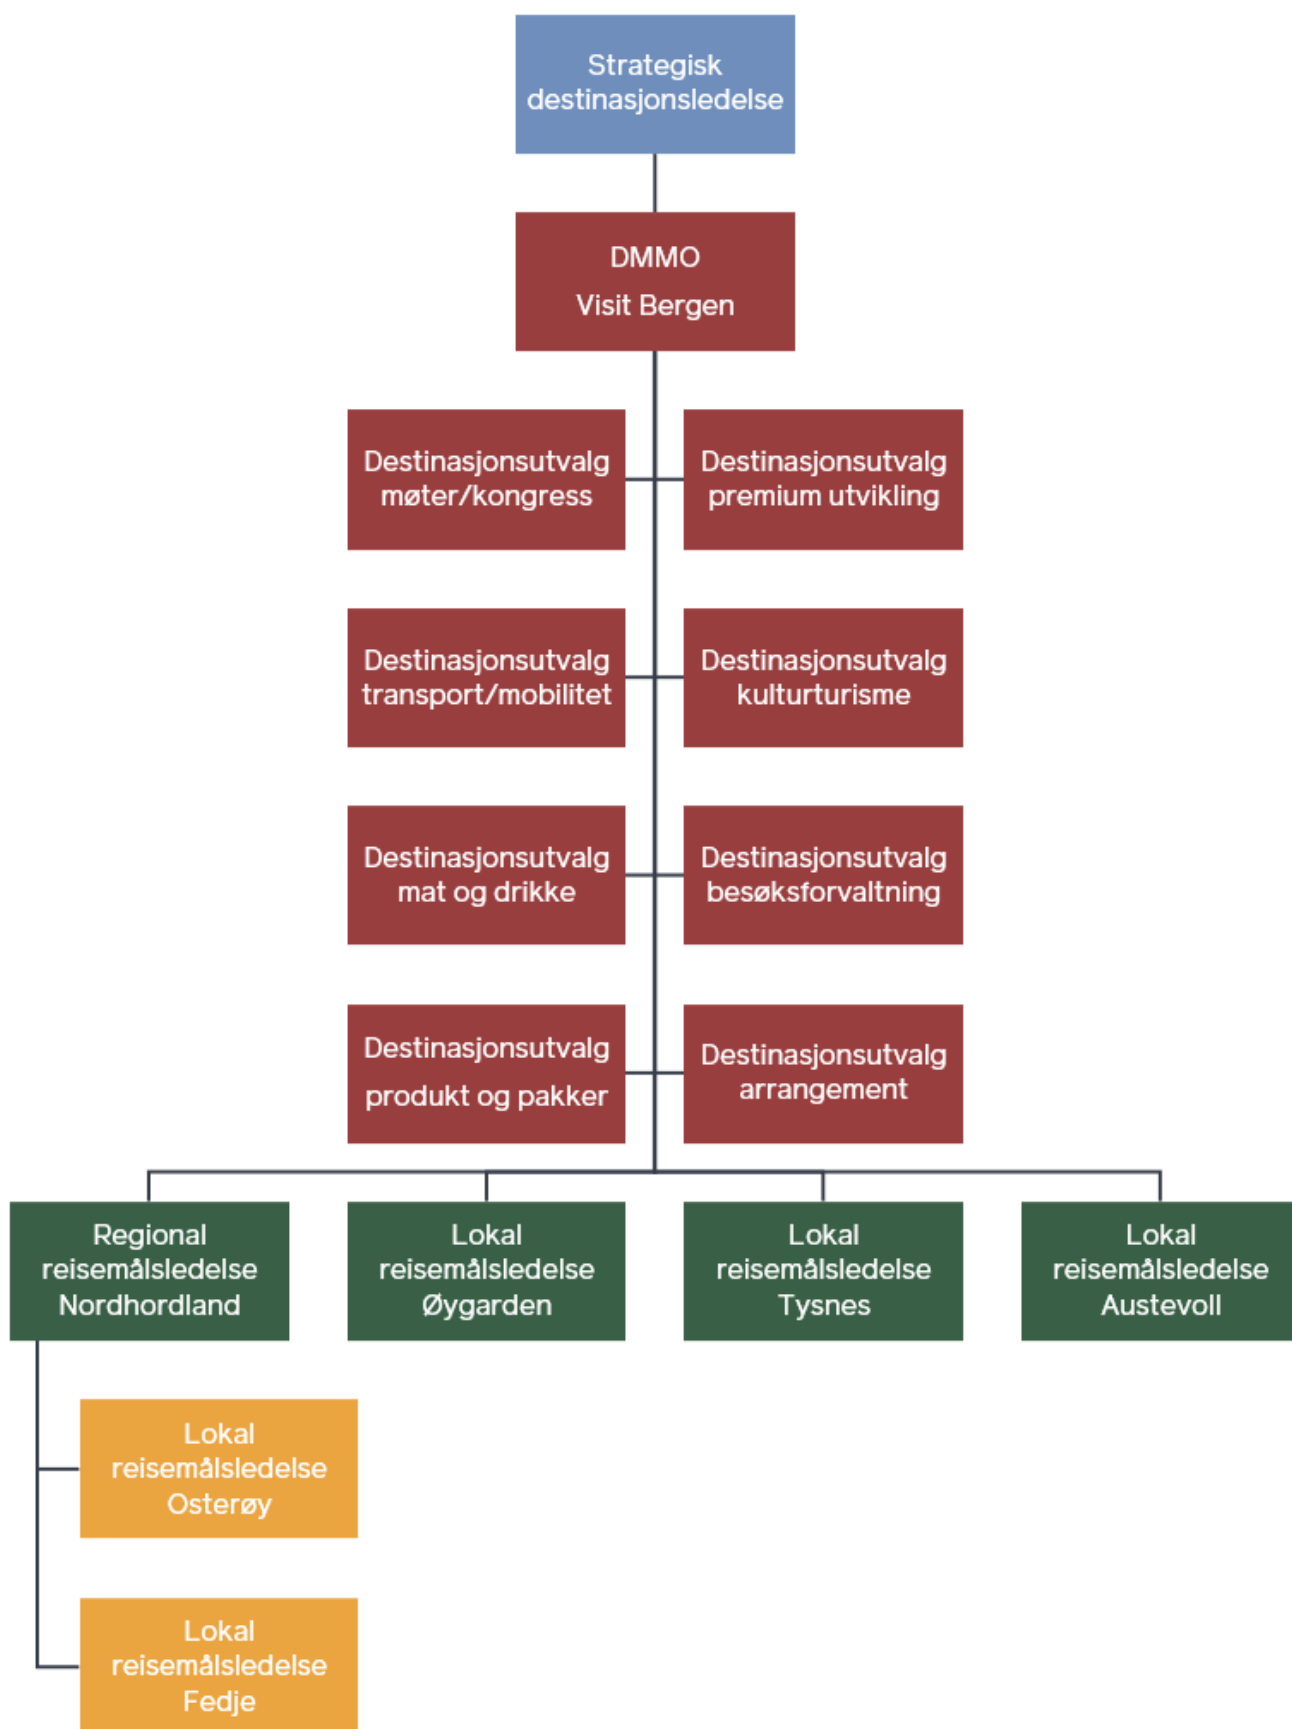 Strategisk
destinasjonsledelse
DMMO
Visit Bergen
Destinasjonsutvalg
møter/kongress
Destinasjonsutvalg
premium utvikling
Destinasjonsutvalg
transport/mobilitet
Destinasjonsutvalg
kulturturisme
Destinasjonsutvalg
mat og drikke
Destinasjonsutvalg
besøksforvaltning
Destinasjonsutvalg
produkt og pakker
Destinasjonsutvalg
arrangement
Regional
reisemålsledelse
Nordhordland
Lokal
reisemålsledelse
Øygarden
Lokal
reisemålsledelse
Tysnes
Lokal
reisemålsledelse
Austevoll
Lokal
reisemålsledelse
Osterøy
Lokal
reisemålsledelse
Fedje